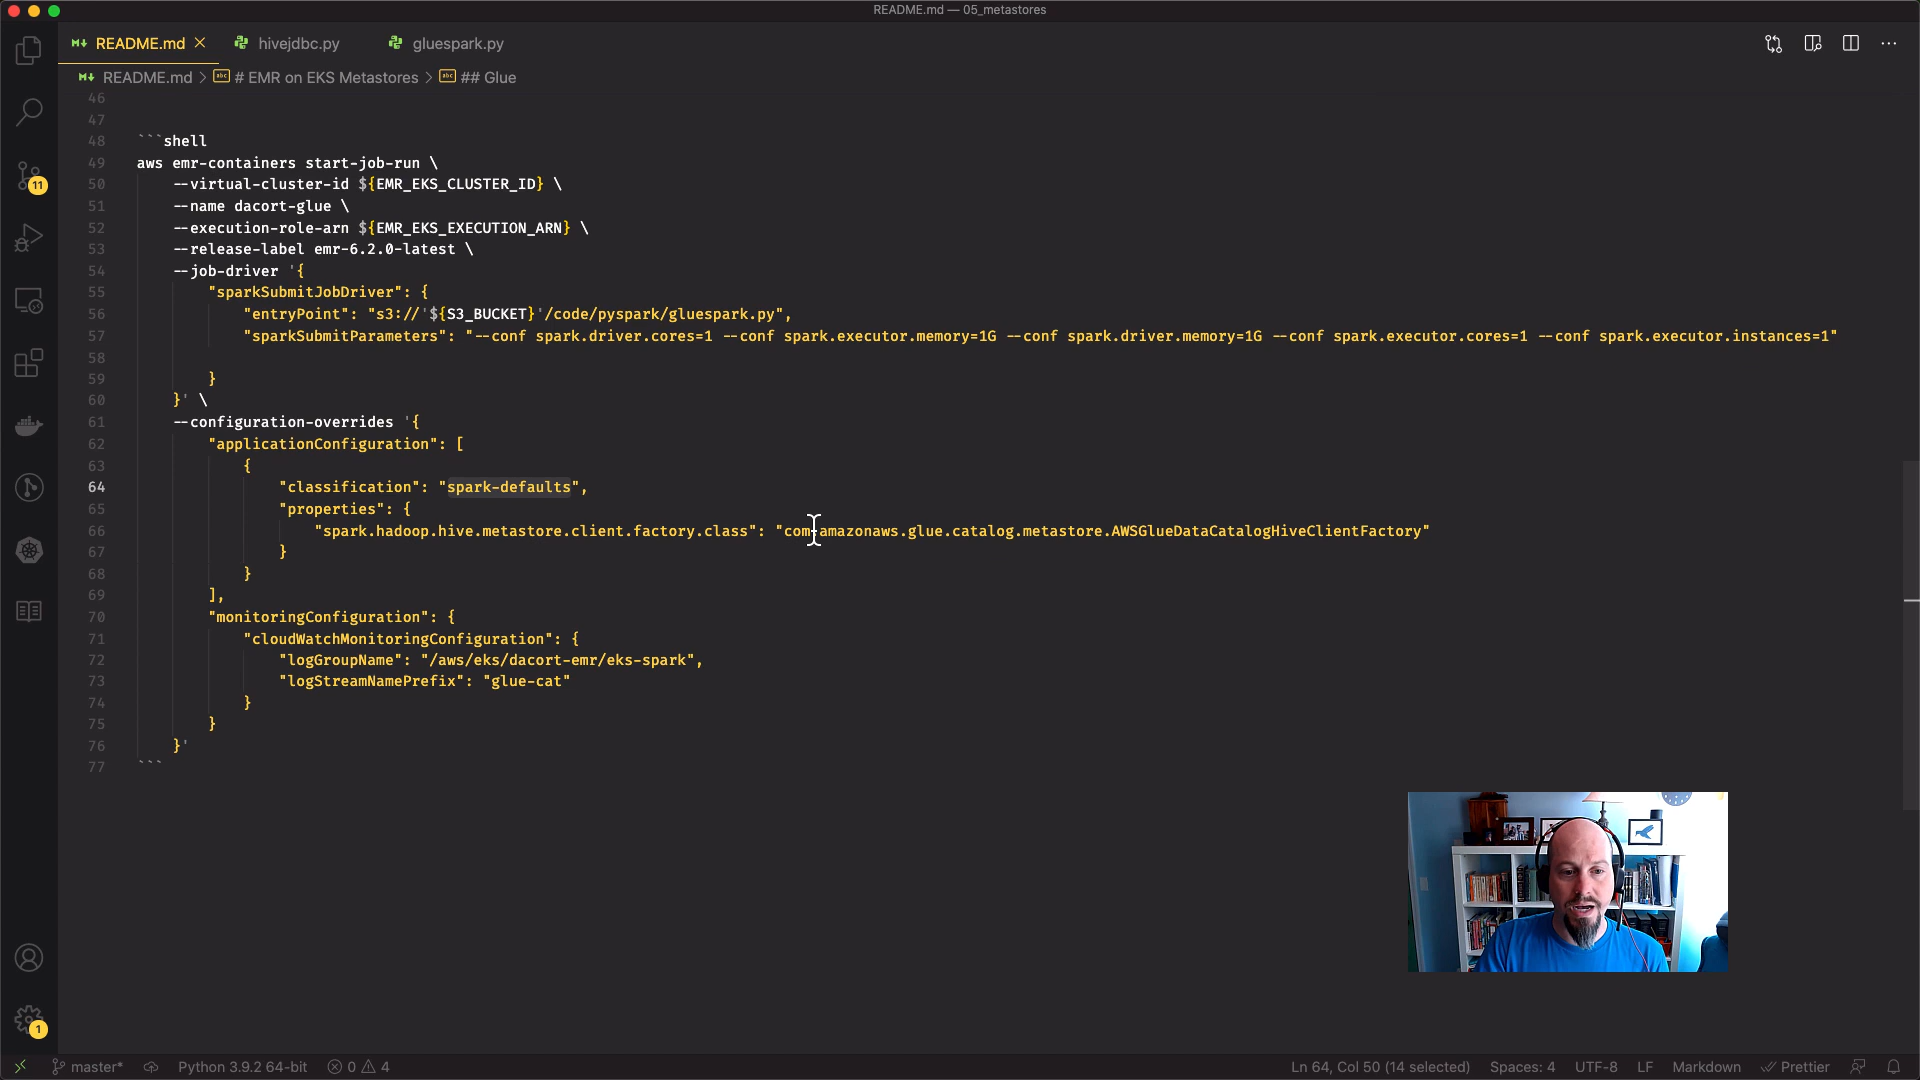 README.md — 05_metastores
README.md hivejdbc.py gluespark.py
README.md > # EMR on EKS Metastores > ## Glue
46
47
48 ```shell
49 aws emr-containers start-job-run \
50 --virtual-cluster-id ${EMR_EKS_CLUSTER_ID} \
51 --name dacort-glue \
52 --execution-role-arn ${EMR_EKS_EXECUTION_ARN} \
53 --release-label emr-6.2.0-latest \
54 --job-driver '{
55 "sparkSubmitJobDriver": {
56 "entryPoint": "s3://'${S3_BUCKET}'/code/pyspark/gluespark.py",
57 "sparkSubmitParameters": "--conf spark.driver.cores=1 --conf spark.executor.memory=1G --conf spark.driver.memory=1G --conf spark.executor.cores=1 --conf spark.executor.instances=1"
58
59 }
60 }' \
61 --configuration-overrides '{
62 "applicationConfiguration": [
63 {
64 "classification": "spark-defaults",
65 "properties": {
66 "spark.hadoop.hive.metastore.client.factory.class": "com.amazonaws.glue.catalog.metastore.AWSGlueDataCatalogHiveClientFactory"
67 }
68 }
69 ],
70 "monitoringConfiguration": {
71 "cloudWatchMonitoringConfiguration": {
72 "logGroupName": "/aws/eks/dacort-emr/eks-spark",
73 "logStreamNamePrefix": "glue-cat"
74 }
75 }
76 }'
77 ```
11
1
master* Python 3.9.2 64-bit 0 4 Ln 64, Col 50 (14 selected) Spaces: 4 UTF-8 LF Markdown Prettier